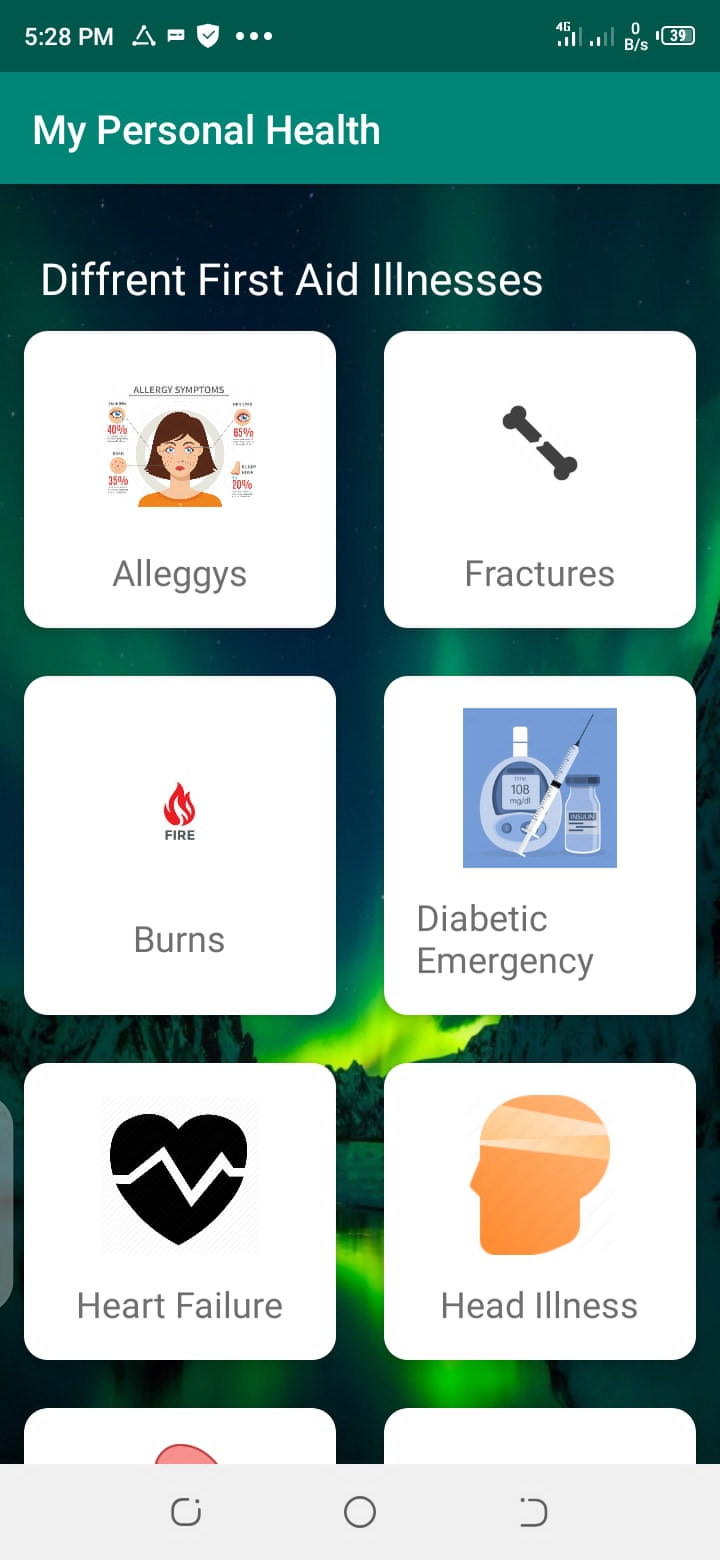 5:28 PM
4G
0
B/s
39
My Personal Health
Diffrent First Aid Illnesses
ALLERGY SYMPTOMS
40%
65%
35%
20%
Alleggys
Fractures
FIRE
Burns
108
mg/dl
INSULIN
Diabetic
Emergency
Heart Failure
Head Illness